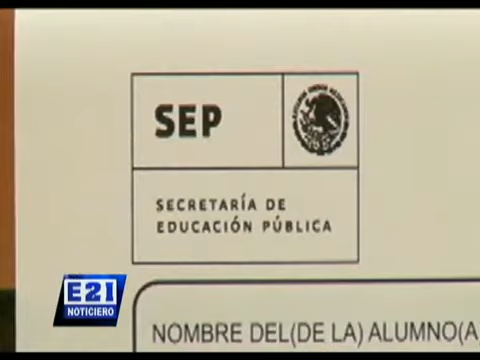 SEP
SECRETARÍA DE
EDUCACIÓN PÚBLICA
E21
NOTICIERO
NOMBRE DEL(DE LA) ALUMNO(A